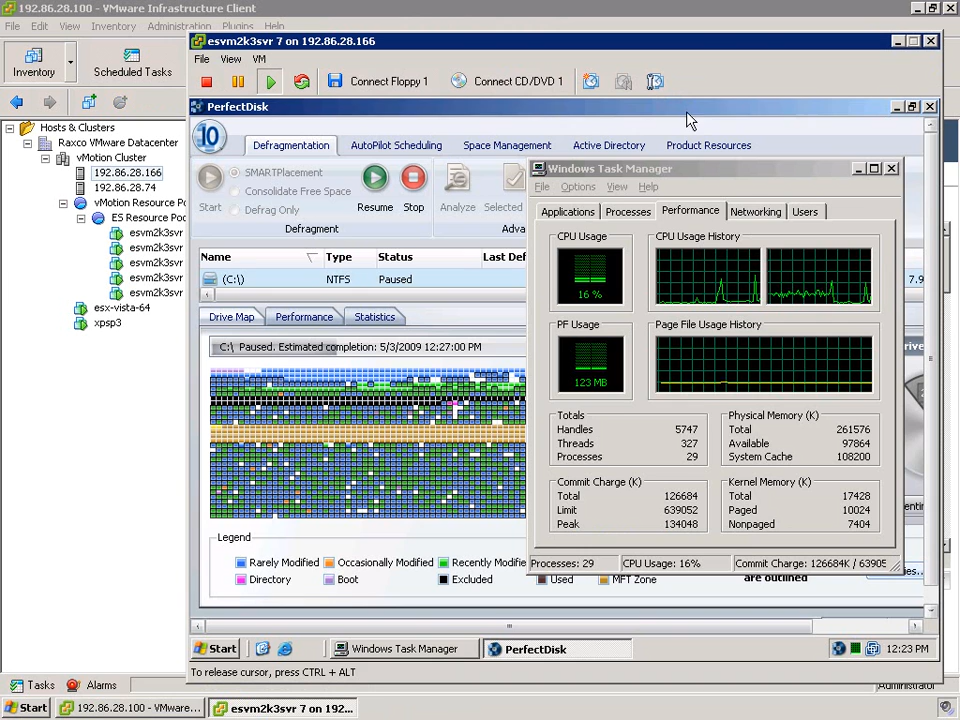 192.86.28.100 - VMware Infrastructure Client
File Edit View Inventory Administration Plugins Help
Inventory
Scheduled Tasks
Hosts & Clusters
Raxco VMware Datacenter
vMotion Cluster
192.86.28.166
192.86.28.74
vMotion Resource Po
ES Resource Poo
esvm2k3svr
esvm2k3svr
esvm2k3svr
esvm2k3svr
esvm2k3svr
esx-vista-64
xpsp3
esvm2k3svr 7 on 192.86.28.166
File View VM
Connect Floppy 1
Connect CD/DVD 1
PerfectDisk
10
Defragmentation AutoPilot Scheduling Space Management Active Directory Product Resources
Start
SMARTPlacement
Consolidate Free Space
Defrag Only
Resume
Stop
Analyze
Selected
Defragment
Adva
Name Type Status Last Def
(C:\) NTFS Paused
7.9
Drive Map Performance Statistics
C:\ Paused. Estimated completion: 5/3/2009 12:27:00 PM
Legend
Rarely Modified Occasionally Modified Recently Modifie
Directory Boot Excluded Used MFT Zone
are outlined
Windows Task Manager
File Options View Help
Applications Processes Performance Networking Users
CPU Usage
16 %
CPU Usage History
PF Usage
123 MB
Page File Usage History
Totals
Handles 5747
Threads 327
Processes 29
Physical Memory (K)
Total 261576
Available 97864
System Cache 108200
Commit Charge (K)
Total 126684
Limit 639052
Peak 134048
Kernel Memory (K)
Total 17428
Paged 10024
Nonpaged 7404
Processes: 29 CPU Usage: 16% Commit Charge: 126684K / 63905
Start Windows Task Manager PerfectDisk 12:23 PM
To release cursor, press CTRL + ALT
Tasks Alarms
Administrator
Start 192.86.28.100 - VMware... esvm2k3svr 7 on 192...